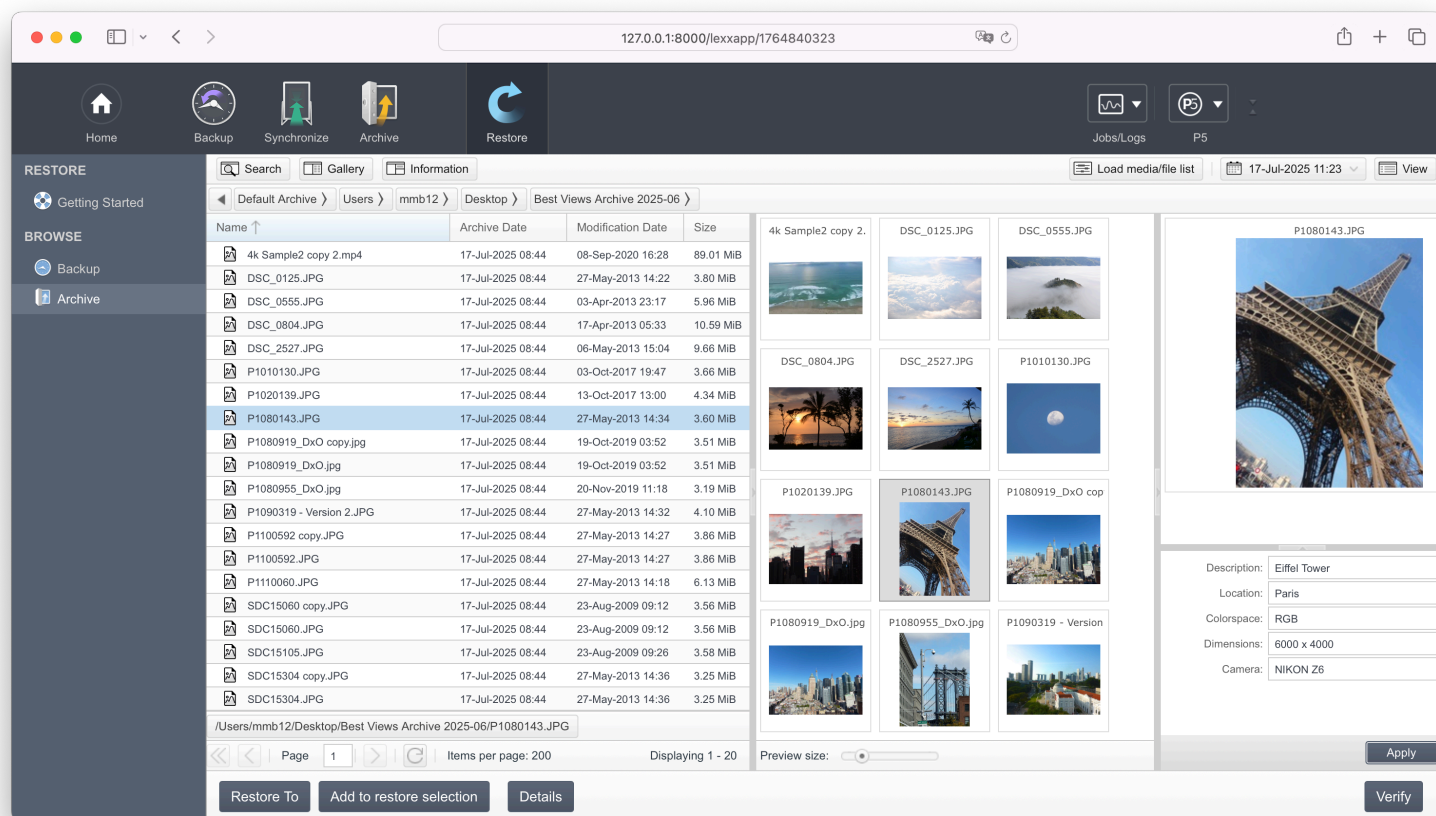 127.0.0.1:8000/lexxapp/1764840323
Home
Backup
Synchronize
Archive
Restore
Jobs/Logs
P5
P5
RESTORE
Getting Started
BROWSE
Backup
Archive
Search
Gallery
Information
Load media/file list
17-Jul-2025 11:23
View
Default Archive
Users
mmb12
Desktop
Best Views Archive 2025-06
Name Archive Date Modification Date Size
4k Sample2 copy 2.mp4 17-Jul-2025 08:44 08-Sep-2020 16:28 89.01 MiB
DSC_0125.JPG 17-Jul-2025 08:44 27-May-2013 14:22 3.80 MiB
DSC_0555.JPG 17-Jul-2025 08:44 03-Apr-2013 23:17 5.96 MiB
DSC_0804.JPG 17-Jul-2025 08:44 17-Apr-2013 05:33 10.59 MiB
DSC_2527.JPG 17-Jul-2025 08:44 06-May-2013 15:04 9.66 MiB
P1010130.JPG 17-Jul-2025 08:44 03-Oct-2017 19:47 3.66 MiB
P1020139.JPG 17-Jul-2025 08:44 13-Oct-2017 13:00 4.34 MiB
P1080143.JPG 17-Jul-2025 08:44 27-May-2013 14:34 3.60 MiB
P1080919_DxO copy.jpg 17-Jul-2025 08:44 19-Oct-2019 03:52 3.51 MiB
P1080919_DxO.jpg 17-Jul-2025 08:44 19-Oct-2019 03:52 3.51 MiB
P1080955_DxO.jpg 17-Jul-2025 08:44 20-Nov-2019 11:18 3.19 MiB
P1090319 - Version 2.JPG 17-Jul-2025 08:44 27-May-2013 14:32 4.10 MiB
P1100592 copy.JPG 17-Jul-2025 08:44 27-May-2013 14:27 3.86 MiB
P1100592.JPG 17-Jul-2025 08:44 27-May-2013 14:27 3.86 MiB
P1110060.JPG 17-Jul-2025 08:44 27-May-2013 14:18 6.13 MiB
SDC15060 copy.JPG 17-Jul-2025 08:44 23-Aug-2009 09:12 3.56 MiB
SDC15060.JPG 17-Jul-2025 08:44 23-Aug-2009 09:12 3.56 MiB
SDC15105.JPG 17-Jul-2025 08:44 23-Aug-2009 09:26 3.58 MiB
SDC15304 copy.JPG 17-Jul-2025 08:44 27-May-2013 14:36 3.25 MiB
SDC15304.JPG 17-Jul-2025 08:44 27-May-2013 14:36 3.25 MiB
/Users/mmb12/Desktop/Best Views Archive 2025-06/P1080143.JPG
Page 1
Items per page: 200
Displaying 1 - 20
4k Sample2 copy 2.
DSC_0125.JPG
DSC_0555.JPG
DSC_0804.JPG
DSC_2527.JPG
P1010130.JPG
P1020139.JPG
P1080143.JPG
P1080919_DxO cop
P1080919_DxO.jpg
P1080955_DxO.jpg
P1090319 - Version
Preview size:
P1080143.JPG
Description: Eiffel Tower
Location: Paris
Colorspace: RGB
Dimensions: 6000 x 4000
Camera: NIKON Z6
Apply
Restore To
Add to restore selection
Details
Verify